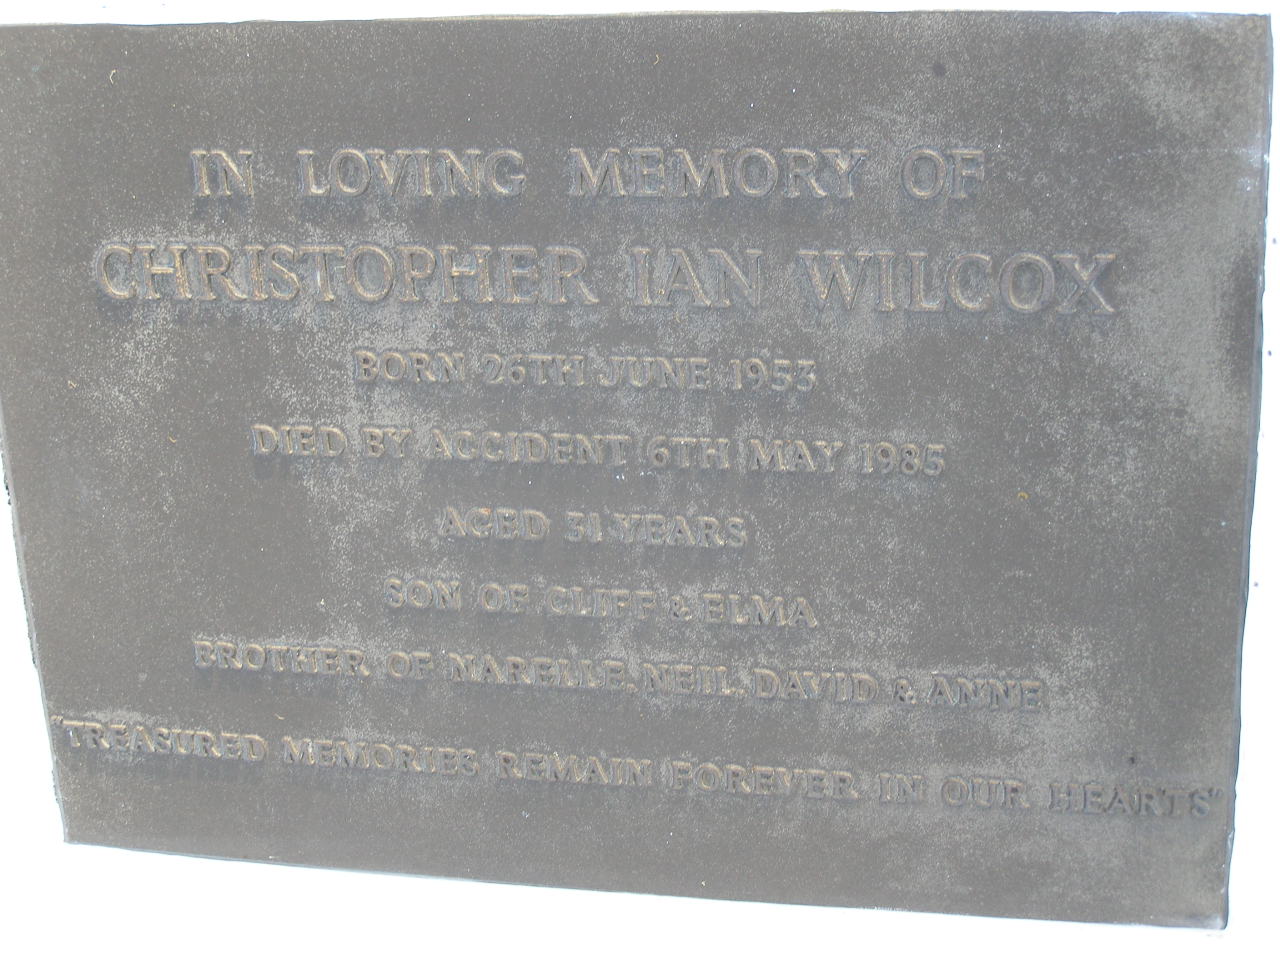 IN LOVING MEMORY OF
CHRISTOPHER IAN WILCOX
BORN 26TH JUNE 1953
DIED BY ACCIDENT 6TH MAY 1985
AGED 31 YEARS
SON OF CLIFF & ELMA
BROTHER OF NARELLE, NEIL, DAVID & ANNE
"TREASURED MEMORIES REMAIN FOREVER IN OUR HEARTS"